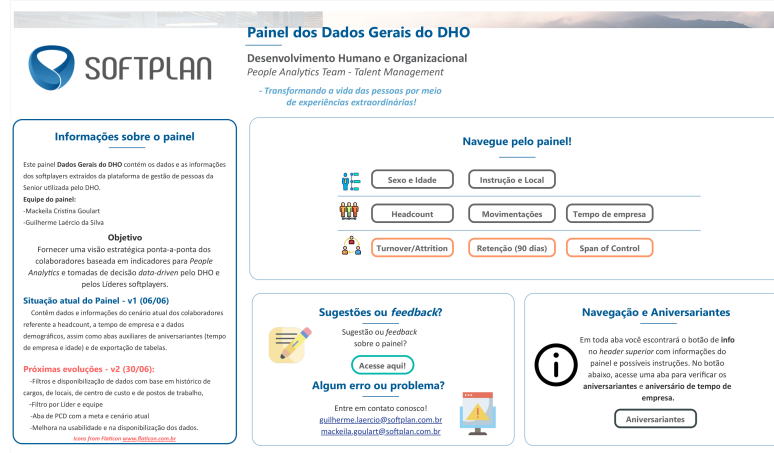 Painel dos Dados Gerais do DHO
SOFTPLAN
Desenvolvimento Humano e Organizacional
People Analytics Team - Talent Management
- Transformando a vida das pessoas por meio
de experiências extraordinárias!
Informações sobre o painel
Este painel Dados Gerais do DHO contém os dados e as informações
dos softplayers extraídos da plataforma de gestão de pessoas da
Senior utilizada pelo DHO.
Equipe do painel:
-Mackeila Cristina Goulart
-Guilherme Laércio da Silva
Objetivo
Fornecer uma visão estratégica ponta-a-ponta dos
colaboradores baseada em indicadores para People
Analytics e tomadas de decisão data-driven pelo DHO e
pelos Líderes softplayers.
Situação atual do Painel - v1 (06/06)
Contém dados e informações do cenário atual dos colaboradores
referente a headcount, a tempo de empresa e a dados
demográficos, assim como abas auxiliares de aniversariantes (tempo
de empresa e idade) e de exportação de tabelas.
Próximas evoluções - v2 (30/06):
-Filtros e disponibilização de dados com base em histórico de
cargos, de locais, de centro de custo e de postos de trabalho,
-Filtro por Líder e equipe
-Aba de PCD com a meta e cenário atual
-Melhora na usabilidade e na disponibilização dos dados.
Icons from Flaticon www.flaticon.com.br
Navegue pelo painel!
Sexo e Idade
Instrução e Local
Headcount
Movimentações
Tempo de empresa
Turnover/Attrition
Retenção (90 dias)
Span of Control
Sugestões ou feedback?
Sugestão ou feedback
sobre o painel?
Acesse aqui!
Algum erro ou problema?
Entre em contato conosco!
guilherme.laercio@softplan.com.br
mackeila.goulart@softplan.com.br
Navegação e Aniversariantes
Em toda aba você escontrará o botão de info
no header superior com informações do
painel e possíveis instruções. No botão
abaixo, acesse uma aba para verificar os
aniversariantes e aniversário de tempo de
empresa.
Aniversariantes